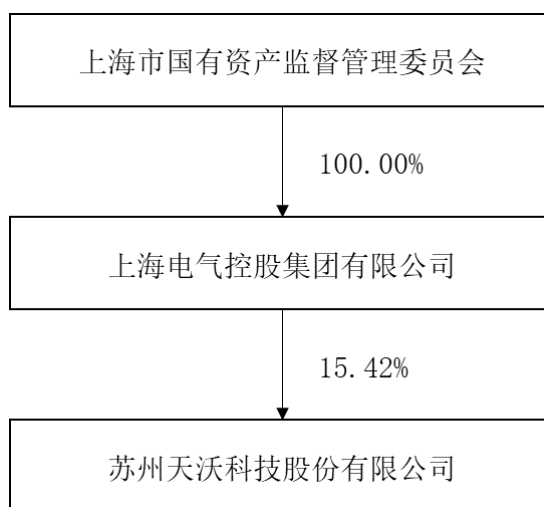 上海市国有资产监督管理委员会
100.00%
上海电气控股集团有限公司
15.42%
苏州天沃科技股份有限公司